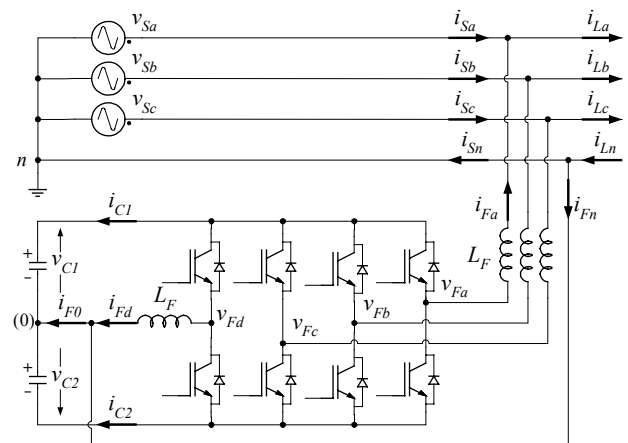 v_Sa i_Sa i_La
v_Sb i_Sb i_Lb
v_Sc i_Sc i_Lc
n i_Sn i_Ln
i_C1 i_Fa i_Fn
+
−
v_C1 L_F
v_Fa
i_F0 i_Fd L_F v_Fb
(0) v_Fd v_Fc
+
−
v_C2
i_C2